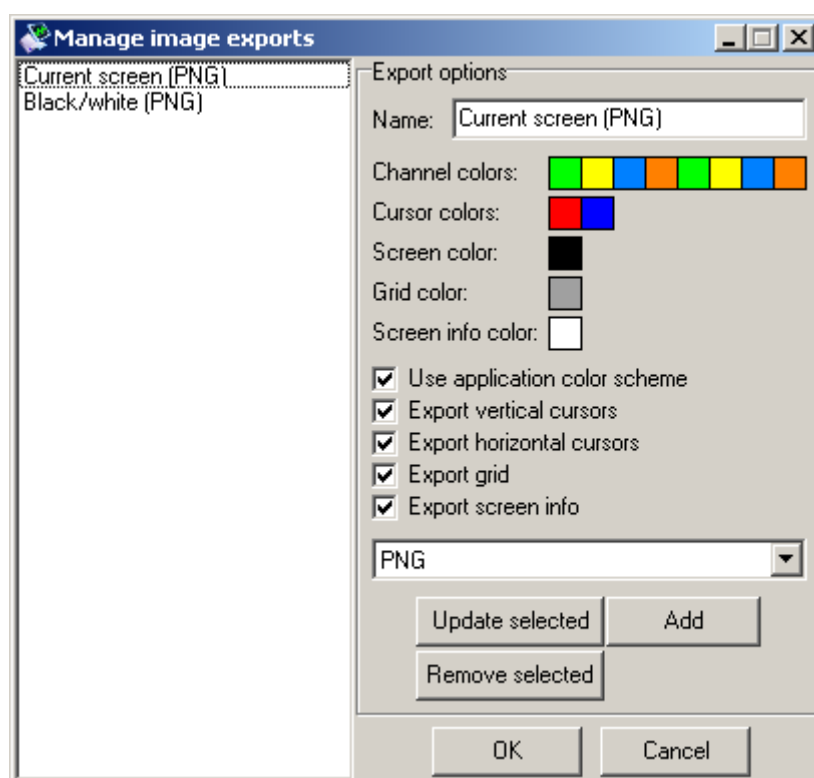 Manage image exports
Current screen (PNG)
Black/white (PNG)
Export options
Name: Current screen (PNG)
Channel colors:
Cursor colors:
Screen color:
Grid color:
Screen info color:
Use application color scheme
Export vertical cursors
Export horizontal cursors
Export grid
Export screen info
PNG
Update selected Add
Remove selected
OK Cancel